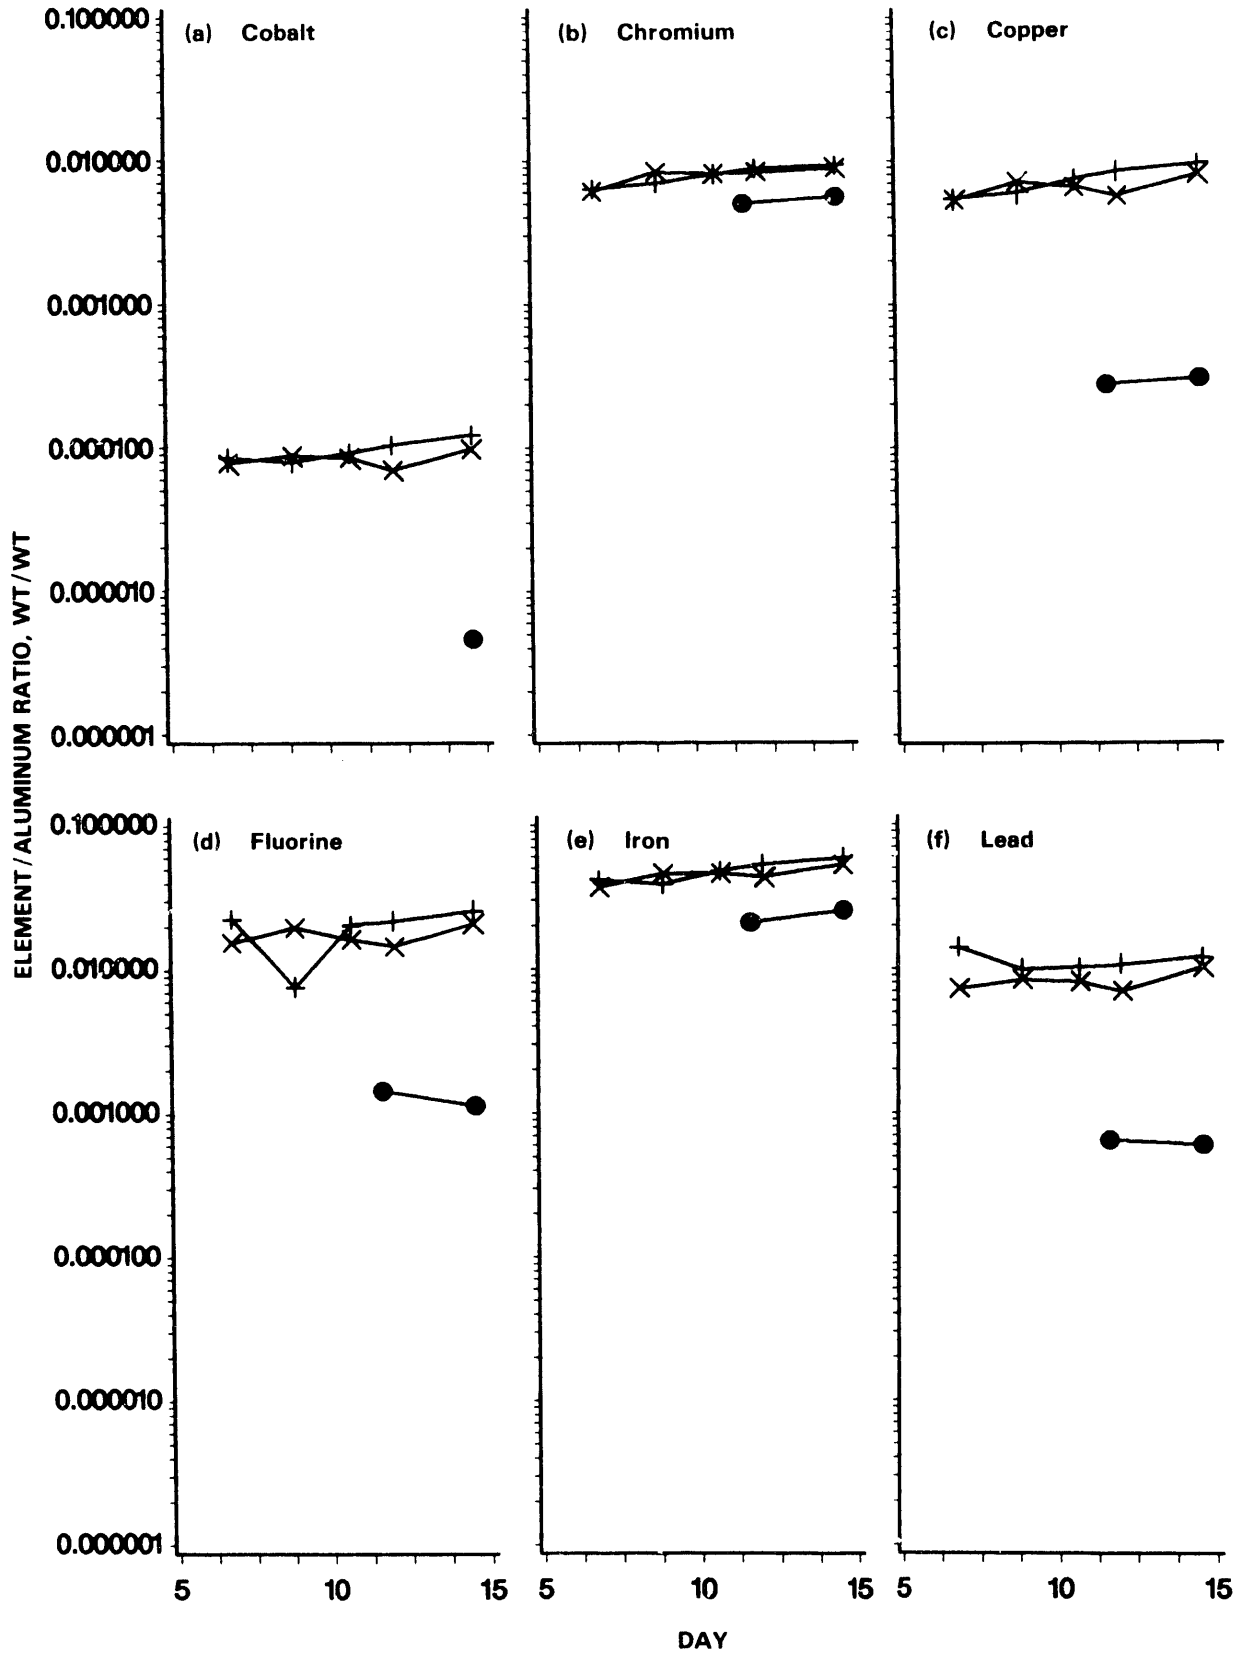 (a) Cobalt
(b) Chromium
(c) Copper
0.100000
0.010000
0.001000
0.000100
0.000010
0.000001
ELEMENT/ALUMINUM RATIO, WT/WT
(d) Fluorine
(e) Iron
(f) Lead
0.100000
0.010000
0.001000
0.000100
0.000010
0.000001
5 10 15 5 10 15 5 10 15
DAY